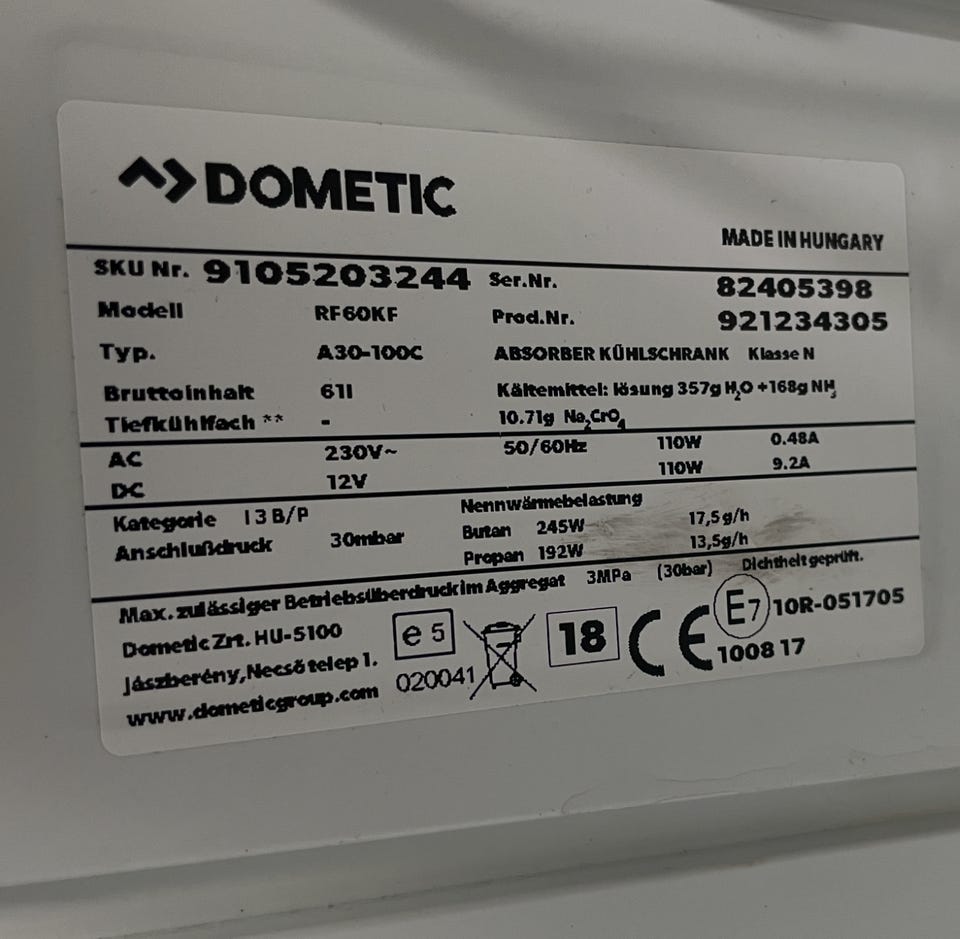 DOMETIC
MADE IN HUNGARY
SKU Nr. 9105203244 Ser.Nr. 82405398
Modell RF60KF Prod.Nr. 921234305
Typ. A30-100C ABSORBER KÜHLSCHRANK Klasse N
Bruttoinhalt 61l Kältemittel: lösung 357g H₂O +168g NH₃
Tiefkühlfach ** - 10.71g Na₂CrO₄
AC 230V~ 50/60Hz 110W 0.48A
DC 12V 110W 9.2A
Kategorie I 3 B/P Nennwärmebelastung
Anschlußdruck 30mbar Butan 245W 17,5g/h
Propan 192W 13,5g/h
Max. zulässiger Betriebsüberdruck im Aggregat 3MPa (30bar) Dichtheit geprüft.
Dometic Zrt. HU-5100 e 5 18 CE E7 10R-051705
Jászberény, Necső telep 1. 020041 1008 17
www.dometicgroup.com